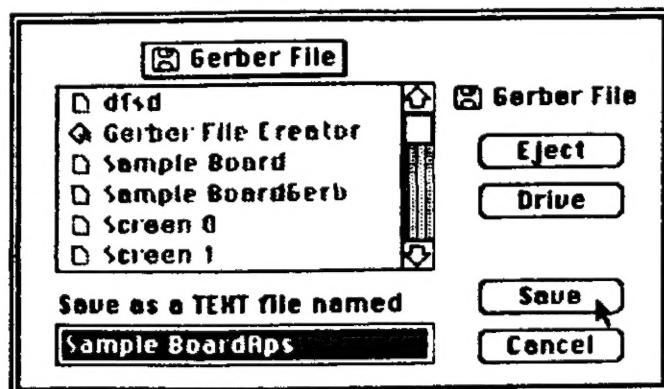 Gerber File
dfsd
Gerber File Creator
Sample Board
Sample BoardGerb
Screen 0
Screen 1
Save as a TEXT file named
Sample BoardAps
Gerber File
Eject
Drive
Save
Cancel